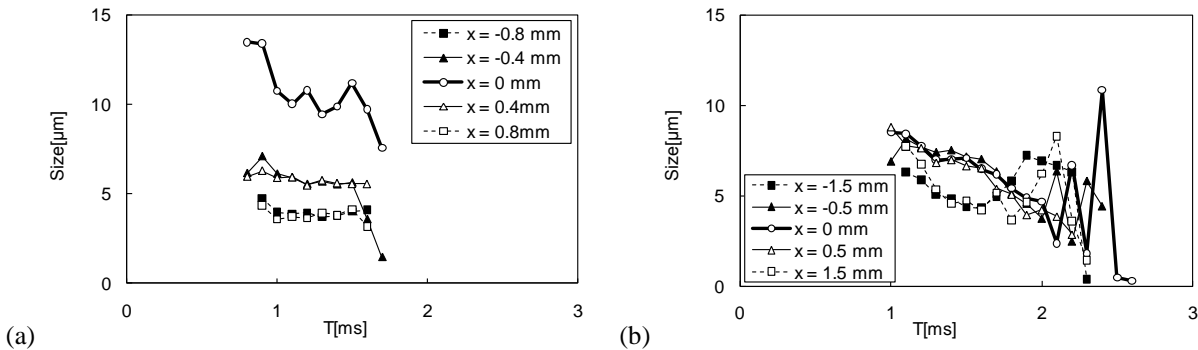 15
10
5
0
Size[µm]
0
1
2
3
T[ms]
x = -0.8 mm
x = -0.4 mm
x = 0 mm
x = 0.4mm
x = 0.8mm
(a)
15
10
5
0
Size[µm]
0
1
2
3
T[ms]
x = -1.5 mm
x = -0.5 mm
x = 0 mm
x = 0.5 mm
x = 1.5 mm
(b)